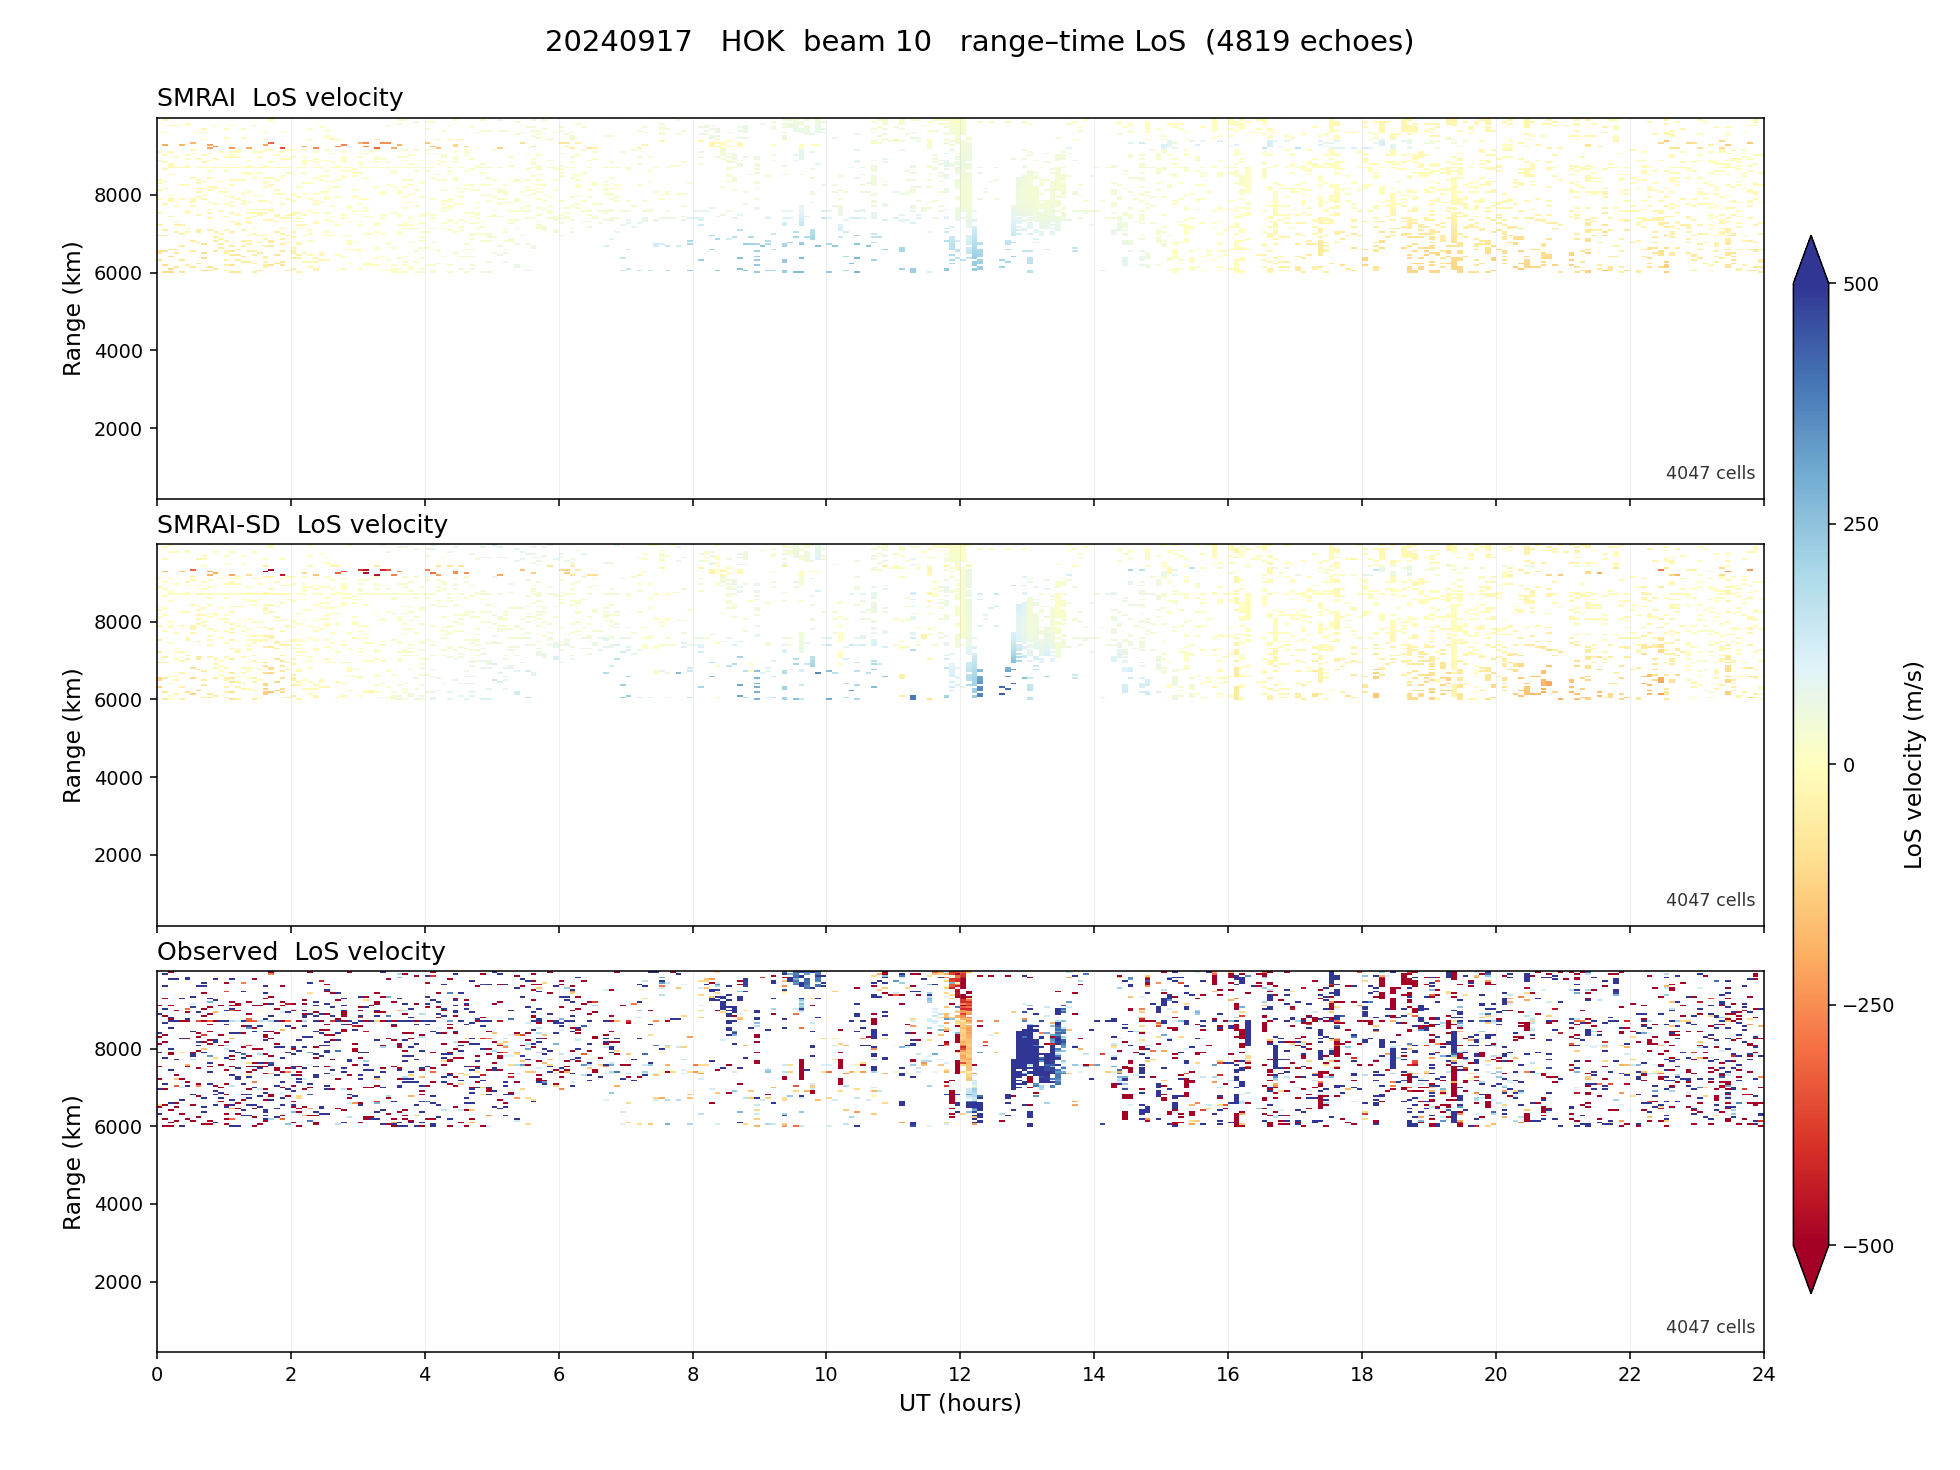 20240917   HOK  beam 10   range–time LoS  (4819 echoes)
SMRAI  LoS velocity
8000
6000
4000
2000
Range (km)
4047 cells
SMRAI-SD  LoS velocity
8000
6000
4000
2000
Range (km)
4047 cells
Observed  LoS velocity
8000
6000
4000
2000
Range (km)
4047 cells
0 2 4 6 8 10 12 14 16 18 20 22 24
UT (hours)
500
250
0
−250
−500
LoS velocity (m/s)